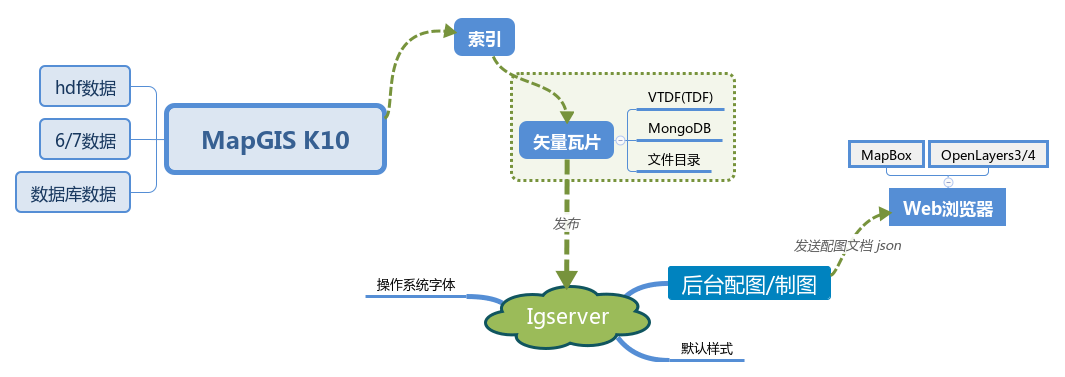 索引
hdf数据
6/7数据
数据库数据
MapGIS K10
矢量瓦片
VTDF(TDF)
MongoDB
文件目录
MapBox
OpenLayers3/4
Web浏览器
发布
发送配图文档 json
操作系统字体
后台配图/制图
Igserver
默认样式